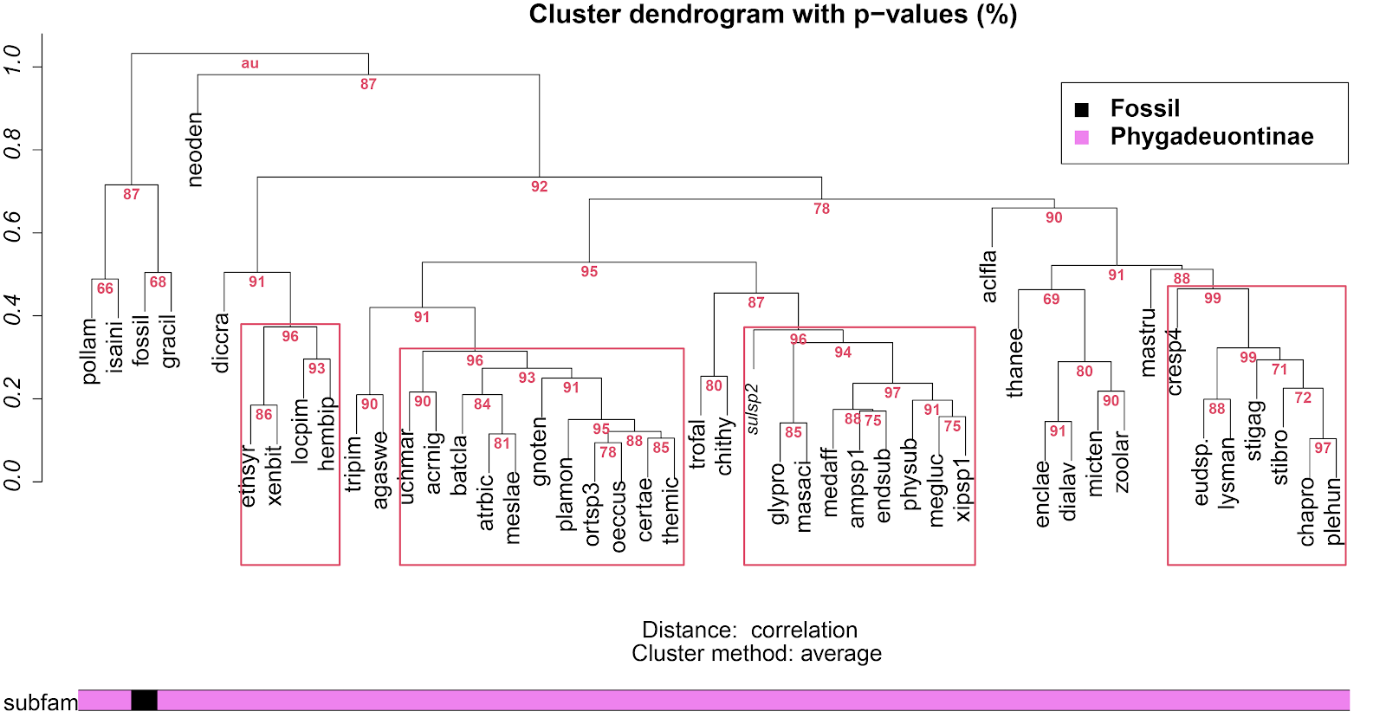 Cluster dendrogram with p−values (%)
1.0
0.8
0.6
0.4
0.2
0.0
au
87
Fossil
Phygadeuontinae
neoden
87
92
78
90
66
68
91
95
aclfla
91
88
99
pollam
isaini
fossil
gracil
diccra
96
93
86
ethsyr
xenbit
locpim
hembip
91
90
tripim
agaswe
96
90
93
uchmar
acrnig
84
91
batcla
81
atrbic
meslae
gnoten
95
plamon
78
88
ortsp3
oeccus
85
certae
themic
87
80
trofal
chithy
96
sulsp2
94
85
glypro
masaci
97
88
75
medaff
ampsp1
endsub
91
75
physub
megluc
xipsp1
69
thanee
80
91
90
enclae
dialav
micten
zoolar
mastru
cresp4
99
88
71
eudsp.
lysman
stigag
72
stibro
97
chapro
plehun
Distance: correlation
Cluster method: average
subfam